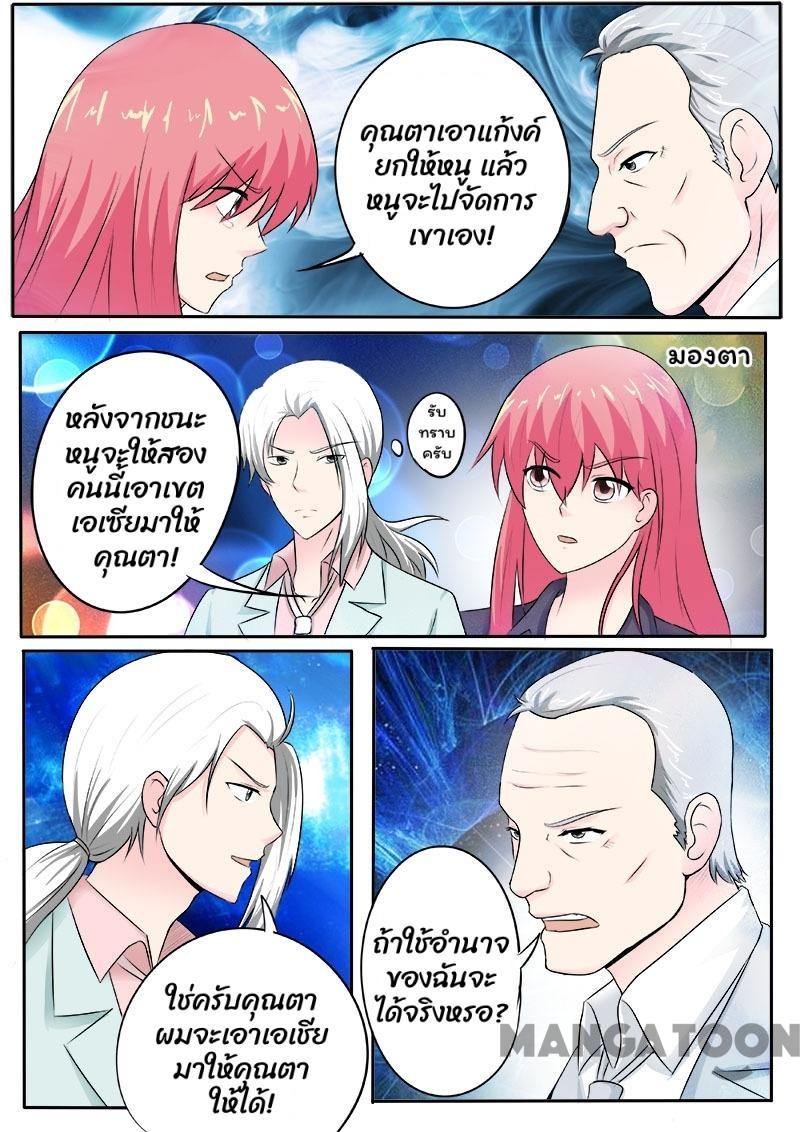 คุณตาเอาแก้งค์
ยกให้หนู แล้ว
หนูจะไปจัดการ
เขาเอง!
มองตา
หลังจากชนะ
หนูจะให้สอง
คนนี้เอาเขต
เอเซียมาให้
คุณตา!
รับ
ทราบ
ครับ
ใช่ครับคุณตา
ผมจะเอาเอเชีย
มาให้คุณตา
ให้ได้!
ถ้าใช้อำนาจ
ของฉันจะ
ได้จริงหรอ?
MANGATOON